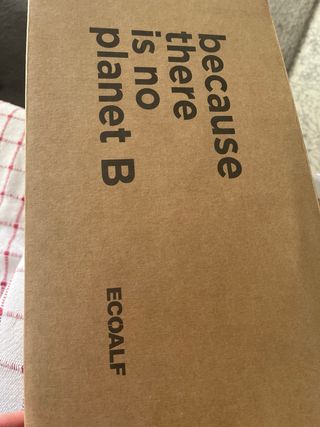 because
there
is no
planet B
ECOALF